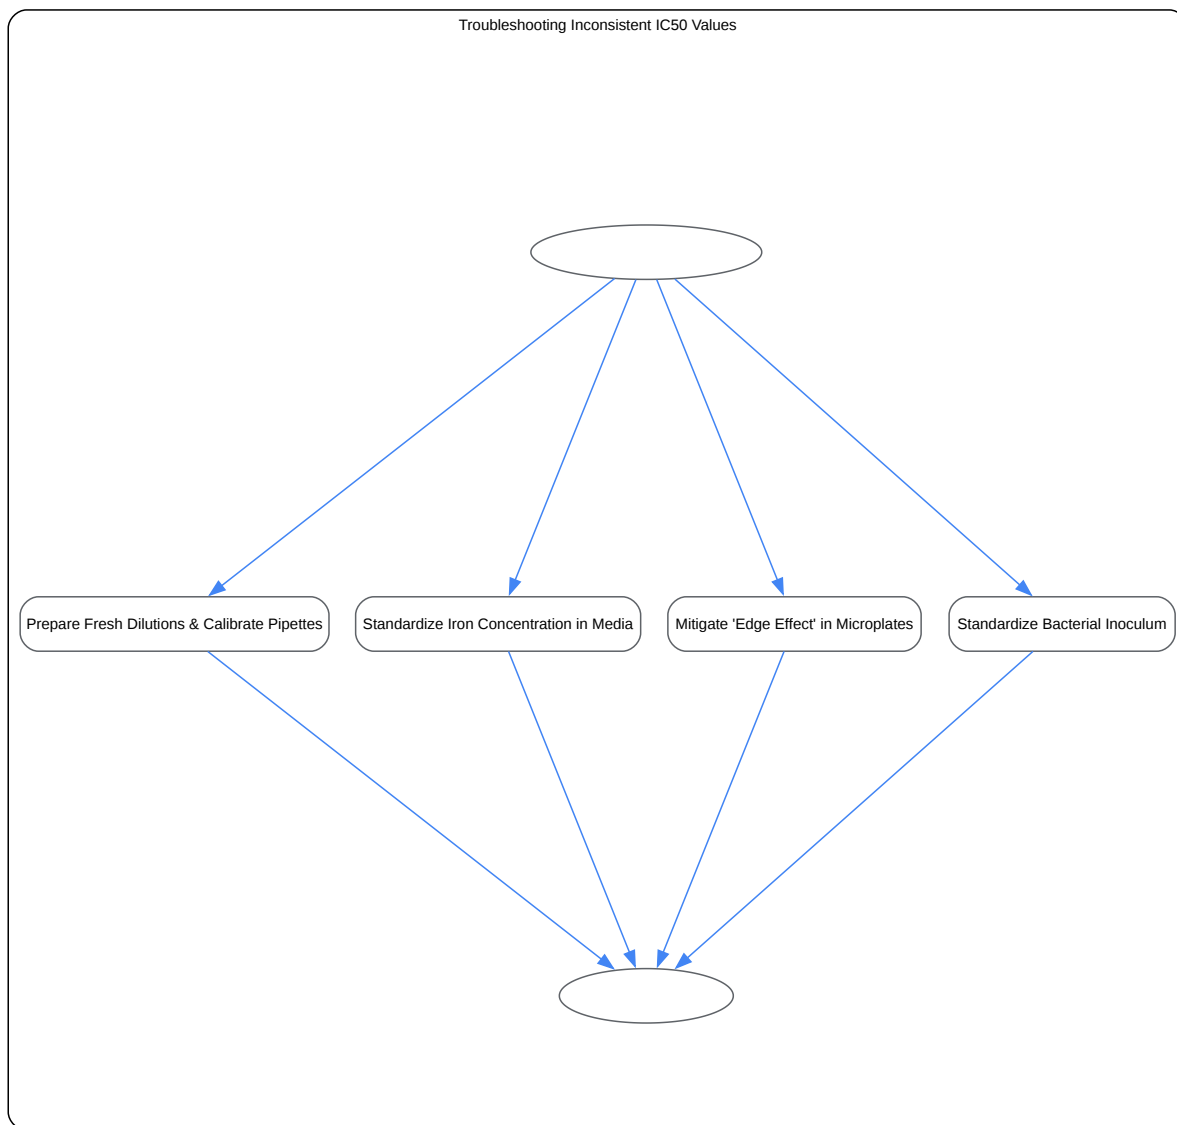 Troubleshooting Inconsistent IC50 Values
Prepare Fresh Dilutions & Calibrate Pipettes
Standardize Iron Concentration in Media
Mitigate 'Edge Effect' in Microplates
Standardize Bacterial Inoculum